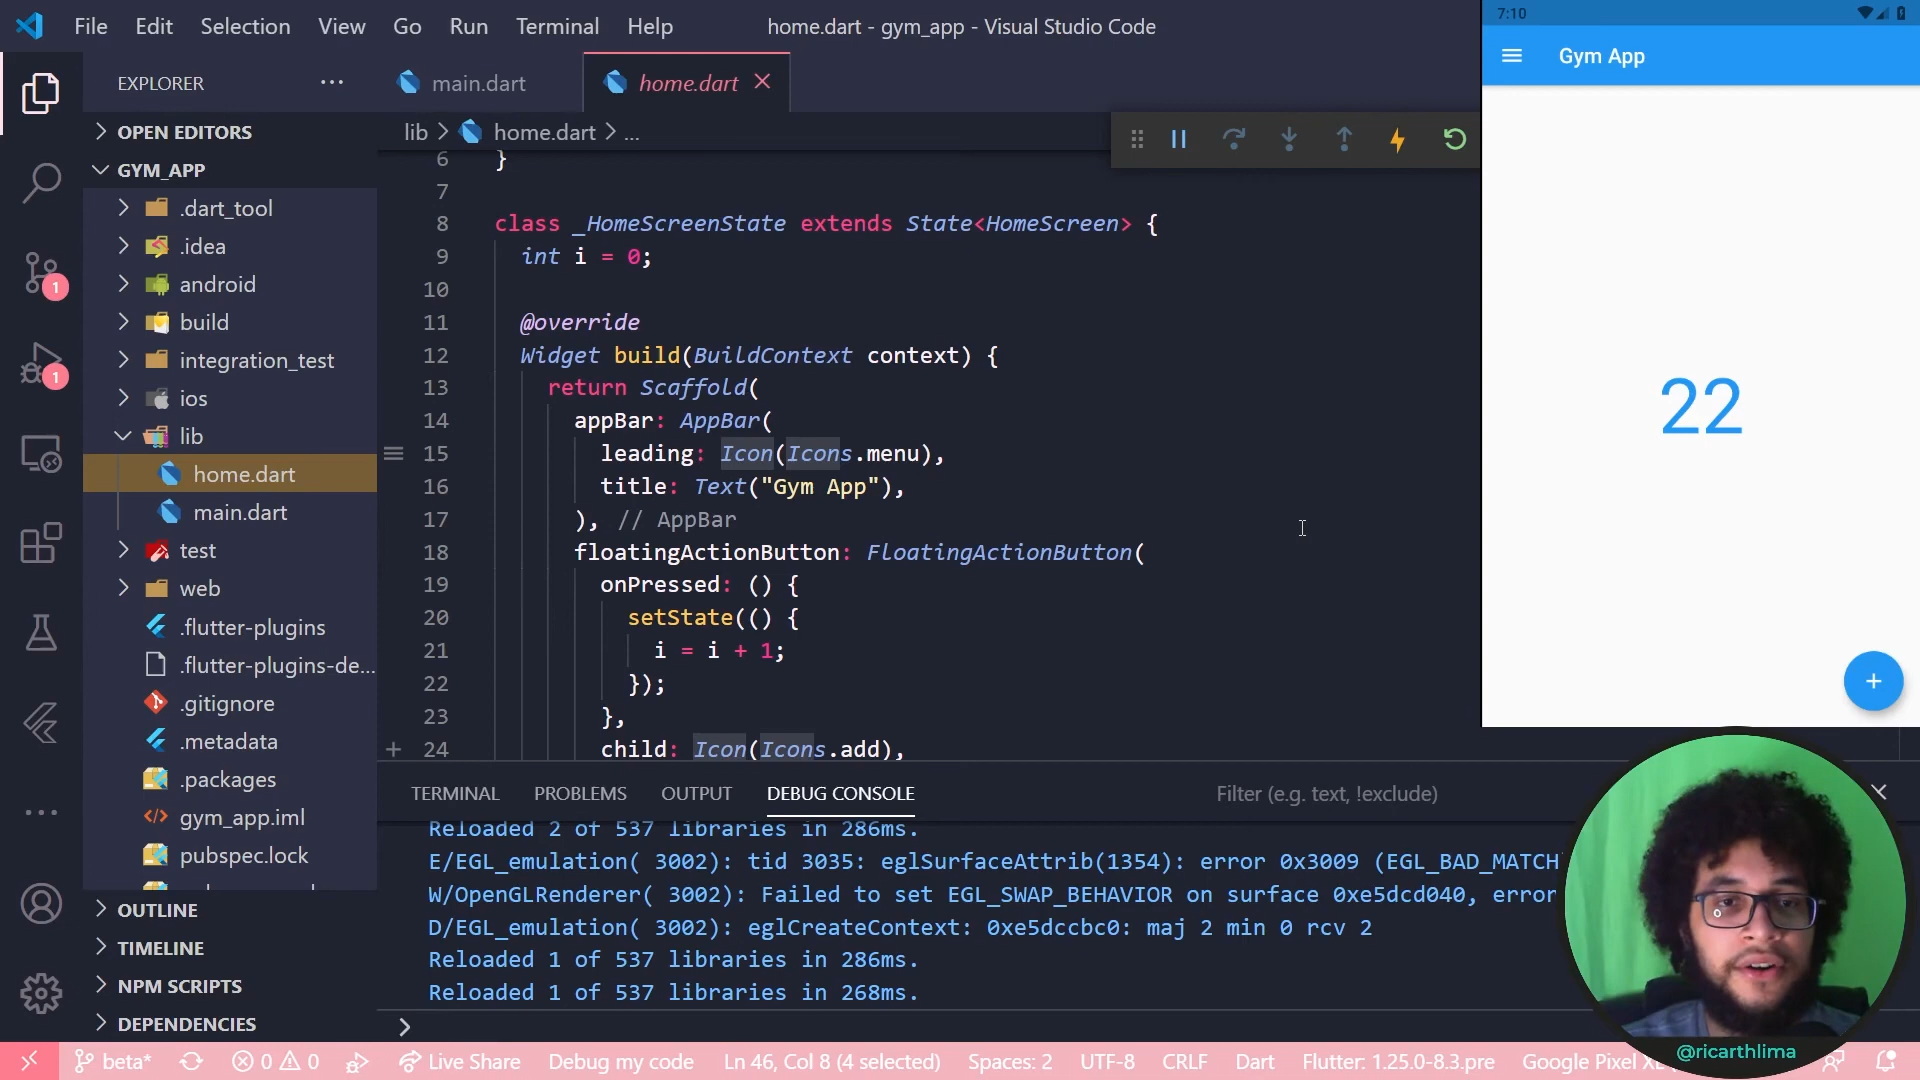 File Edit Selection View Go Run Terminal Help
home.dart - gym_app - Visual Studio Code
EXPLORER
OPEN EDITORS
GYM_APP
.dart_tool
.idea
android
build
integration_test
ios
lib
home.dart
main.dart
test
web
.flutter-plugins
.flutter-plugins-de...
.gitignore
.metadata
.packages
gym_app.iml
pubspec.lock
OUTLINE
TIMELINE
NPM SCRIPTS
DEPENDENCIES
1
1
main.dart home.dart
lib > home.dart > ...
6 }
7
8 class _HomeScreenState extends State<HomeScreen> {
9 int i = 0;
10
11 @override
12 Widget build(BuildContext context) {
13 return Scaffold(
14 appBar: AppBar(
15 leading: Icon(Icons.menu),
16 title: Text("Gym App"),
17 ), // AppBar
18 floatingActionButton: FloatingActionButton(
19 onPressed: () {
20 setState(() {
21 i = i + 1;
22 });
23 },
24 child: Icon(Icons.add),
TERMINAL PROBLEMS OUTPUT DEBUG CONSOLE Filter (e.g. text, !exclude)
Reloaded 2 of 537 libraries in 286ms.
E/EGL_emulation( 3002): tid 3035: eglSurfaceAttrib(1354): error 0x3009 (EGL_BAD_MATCH
W/OpenGLRenderer( 3002): Failed to set EGL_SWAP_BEHAVIOR on surface 0xe5dcd040, error
D/EGL_emulation( 3002): eglCreateContext: 0xe5dccbc0: maj 2 min 0 rcv 2
Reloaded 1 of 537 libraries in 286ms.
Reloaded 1 of 537 libraries in 268ms.
>
7:10
Gym App
22
+
@ricarthlima
beta* 0 0 Live Share Debug my code Ln 46, Col 8 (4 selected) Spaces: 2 UTF-8 CRLF Dart Flutter: 1.25.0-8.3.pre Google Pixel